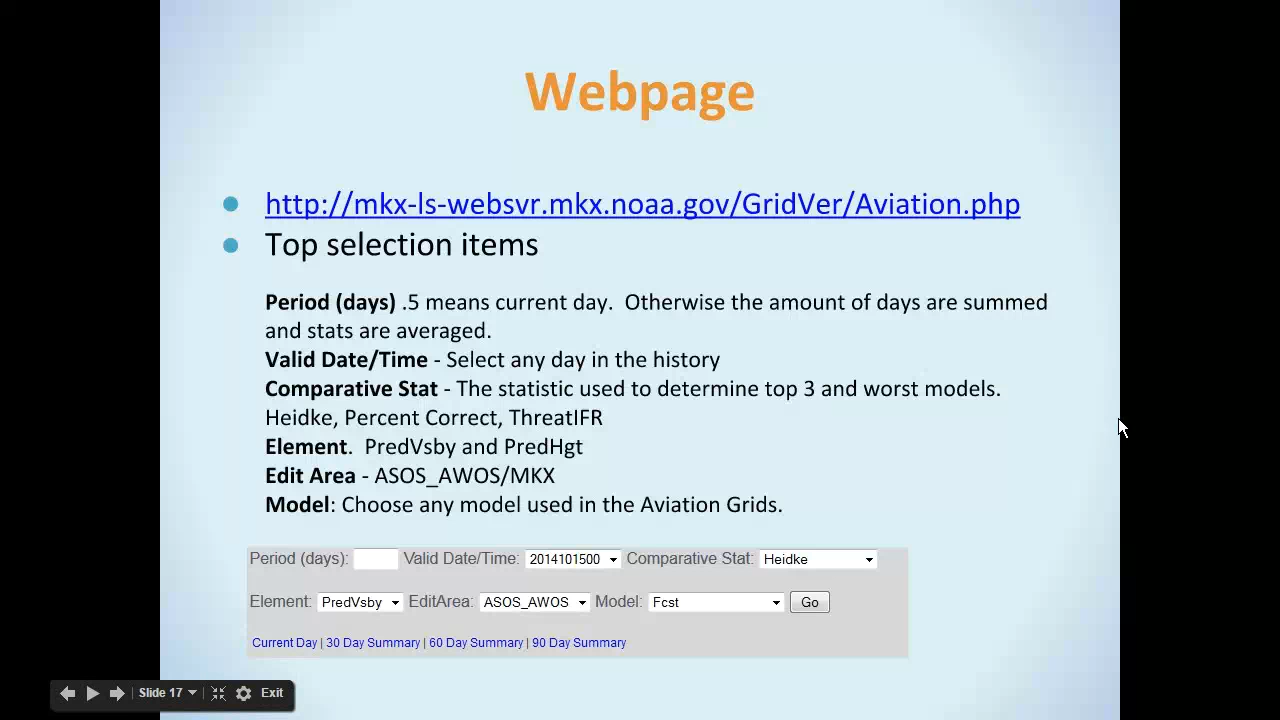 Webpage
http://mkx-ls-websvr.mkx.noaa.gov/GridVer/Aviation.php
Top selection items
Period (days) .5 means current day.  Otherwise the amount of days are summed
and stats are averaged.
Valid Date/Time - Select any day in the history
Comparative Stat - The statistic used to determine top 3 and worst models.
Heidke, Percent Correct, ThreatIFR
Element.  PredVsby and PredHgt
Edit Area - ASOS_AWOS/MKX
Model: Choose any model used in the Aviation Grids.
Period (days): Valid Date/Time: 2014101500 Comparative Stat: Heidke
Element: PredVsby EditArea: ASOS_AWOS Model: Fcst Go
Current Day | 30 Day Summary | 60 Day Summary | 90 Day Summary
Slide 17 Exit